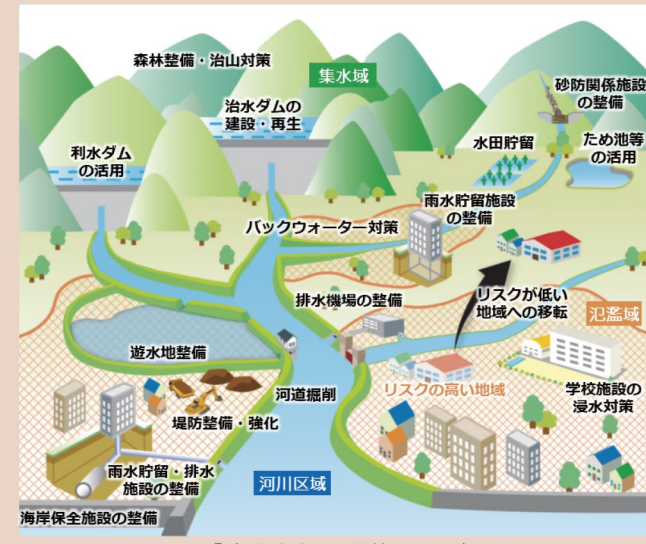 森林整備・治山対策
集水域
砂防関係施設
の整備
治水ダムの
建設・再生
水田貯留
ため池等
の活用
利水ダム
の活用
雨水貯留施設
の整備
バックウォーター対策
排水機場の整備
リスクが低い
地域への移転
氾濫域
遊水地整備
リスクの高い地域
学校施設の
浸水対策
河道掘削
堤防整備・強化
雨水貯留・排水
施設の整備
河川区域
海岸保全施設の整備